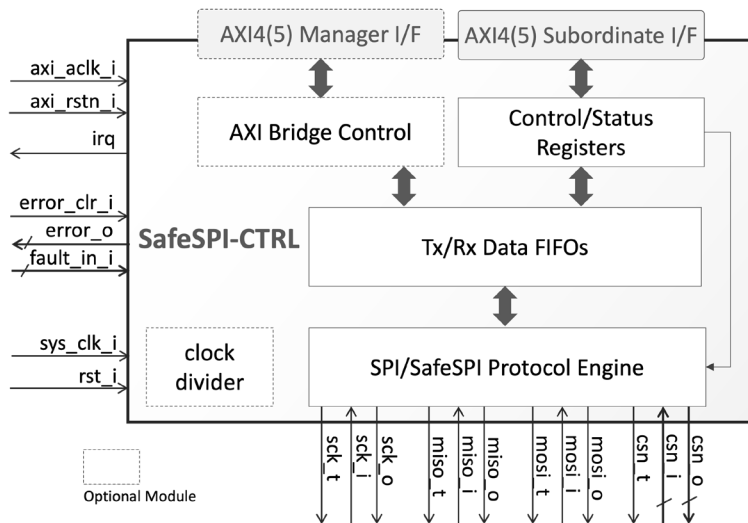 AXI4(5) Manager I/F
AXI4(5) Subordinate I/F
axi_aclk_i
axi_rstn_i
irq
AXI Bridge Control
Control/Status
Registers
error_clr_i
error_o
fault_in_i
SafeSPI-CTRL
Tx/Rx Data FIFOs
sys_clk_i
rst_i
clock
divider
SPI/SafeSPI Protocol Engine
sck_t
sck_i
sck_o
miso_t
miso_i
miso_o
mosi_t
mosi_i
mosi_o
csn_t
csn_i
csn_o
Optional Module